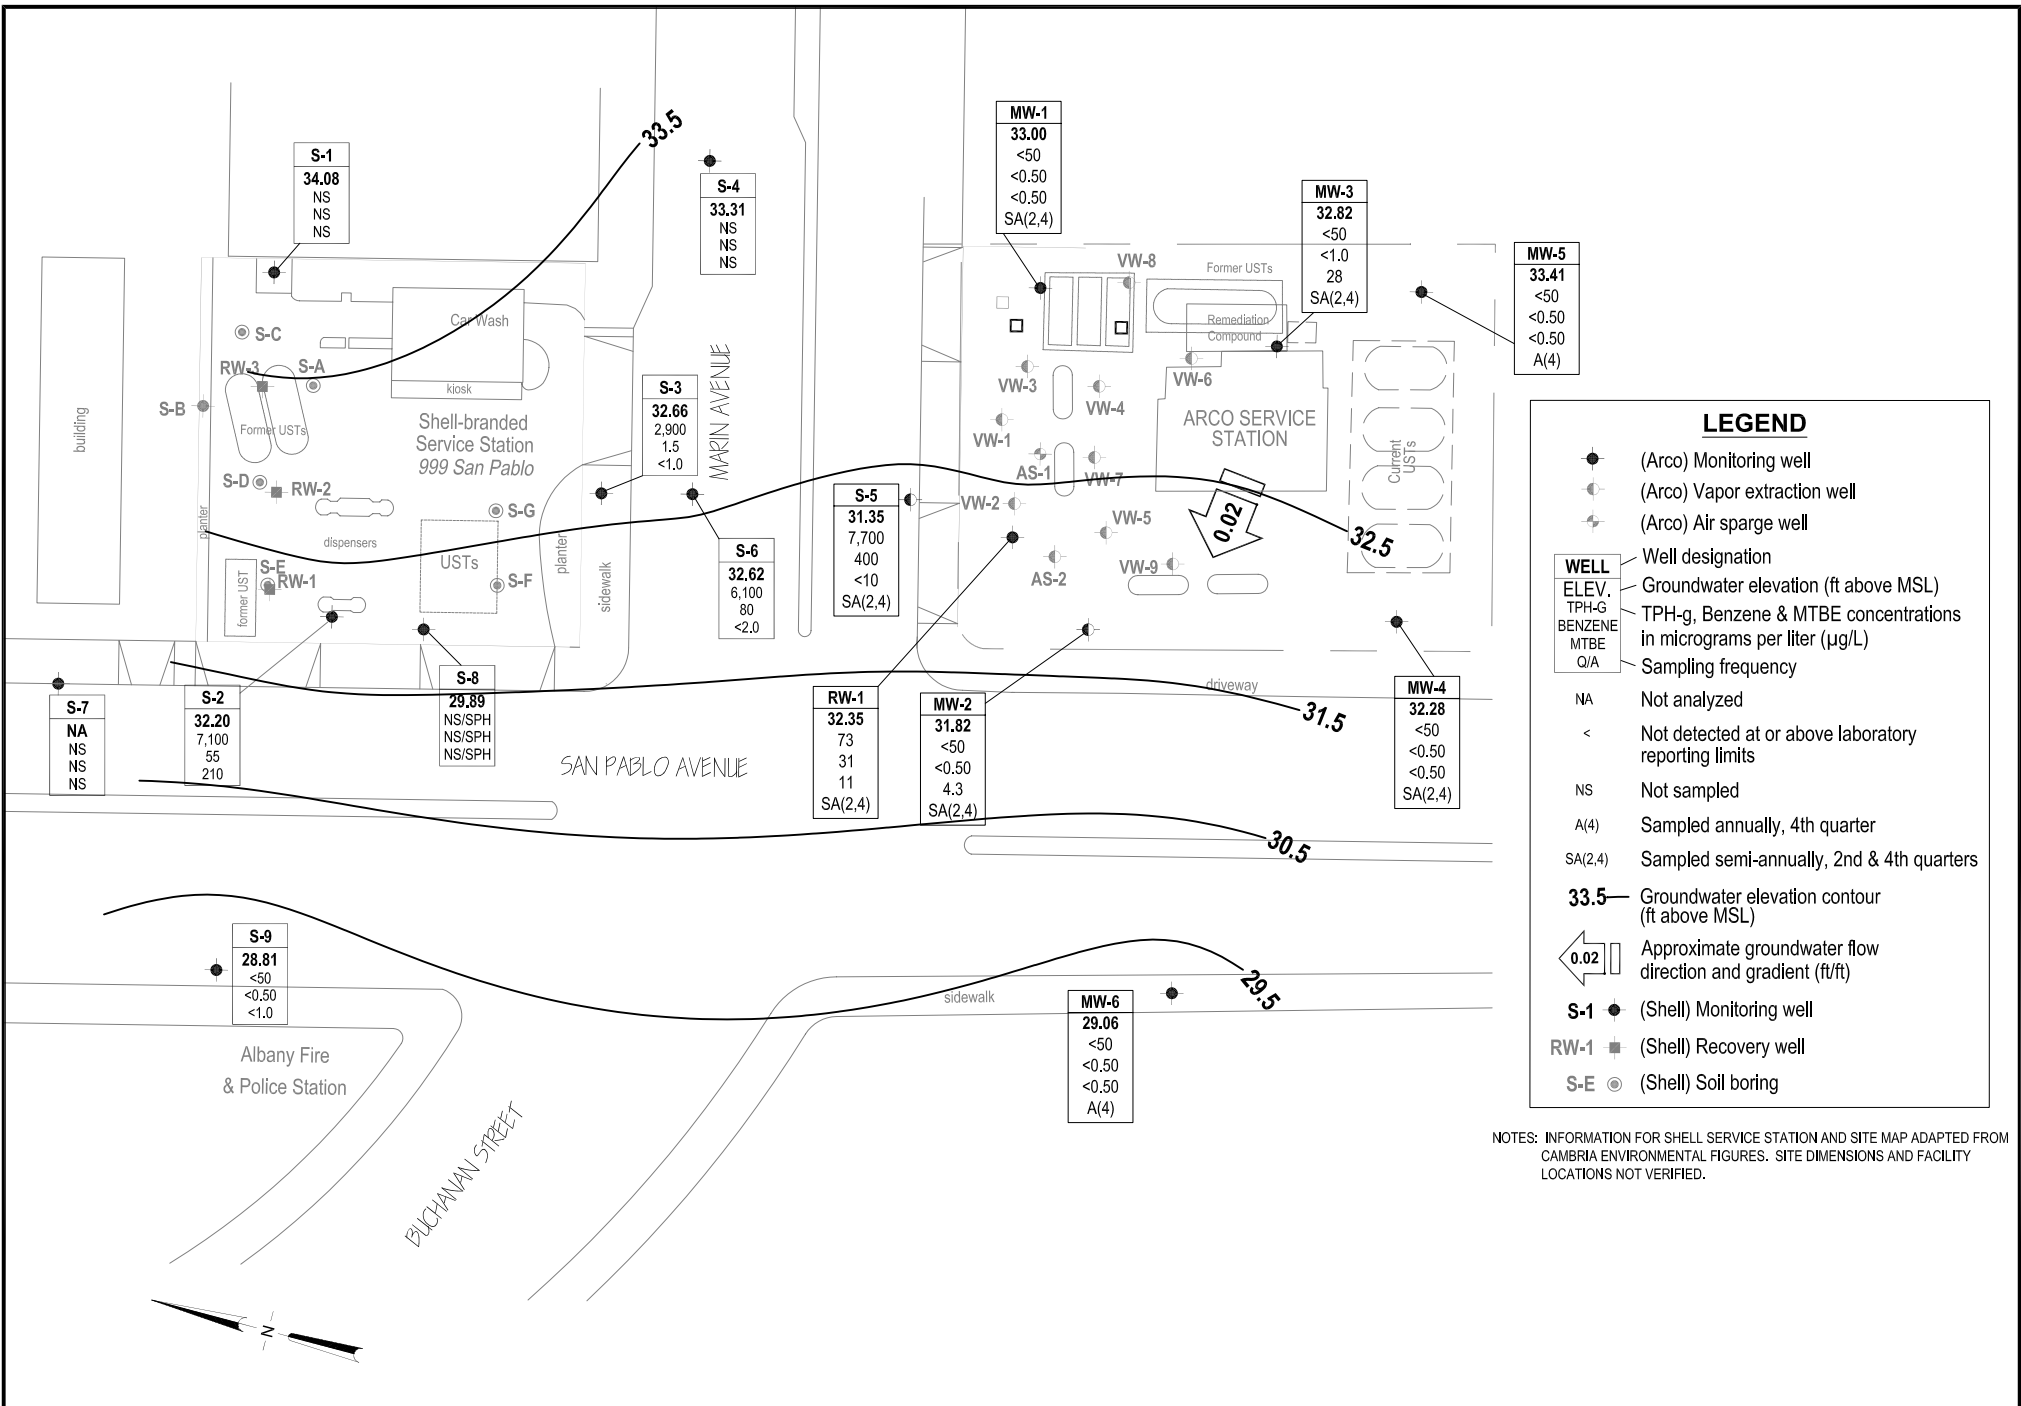 33.5
S-1
34.08
NS
NS
NS
S-4
33.31
NS
NS
NS
MW-1
33.00
<50
<0.50
<0.50
SA(2,4)
MW-3
32.82
<50
<1.0
28
SA(2,4)
MW-5
33.41
<50
<0.50
<0.50
A(4)
VW-8
Former USTs
Remediation
Compound
Car Wash
kiosk
S-C
RW-3
S-A
S-B
building
Former USTs
Shell-branded
Service Station
999 San Pablo
S-D
RW-2
S-G
planter
dispensers
USTs
S-E
RW-1
former UST
S-F
planter
sidewalk
MARIN AVENUE
S-3
32.66
2,900
1.5
<1.0
S-6
32.62
6,100
80
<2.0
S-5
31.35
7,700
400
<10
SA(2,4)
VW-3
VW-4
VW-6
VW-1
AS-1
VW-7
VW-2
VW-5
AS-2
VW-9
ARCO SERVICE
STATION
Current
USTs
0.02
32.5
S-7
NA
NS
NS
NS
S-2
32.20
7,100
55
210
S-8
29.89
NS/SPH
NS/SPH
NS/SPH
SAN PABLO AVENUE
RW-1
32.35
73
31
11
SA(2,4)
MW-2
31.82
<50
<0.50
4.3
SA(2,4)
driveway
31.5
MW-4
32.28
<50
<0.50
<0.50
SA(2,4)
30.5
S-9
28.81
<50
<0.50
<1.0
Albany Fire
& Police Station
BUCHANAN STREET
sidewalk
29.5
MW-6
29.06
<50
<0.50
<0.50
A(4)
N
LEGEND
(Arco) Monitoring well
(Arco) Vapor extraction well
(Arco) Air sparge well
WELL
ELEV.
TPH-G
BENZENE
MTBE
Q/A
Well designation
Groundwater elevation (ft above MSL)
TPH-g, Benzene & MTBE concentrations
in micrograms per liter (µg/L)
Sampling frequency
NA Not analyzed
< Not detected at or above laboratory
reporting limits
NS Not sampled
A(4) Sampled annually, 4th quarter
SA(2,4) Sampled semi-annually, 2nd & 4th quarters
33.5 Groundwater elevation contour
(ft above MSL)
0.02 Approximate groundwater flow
direction and gradient (ft/ft)
S-1 (Shell) Monitoring well
RW-1 (Shell) Recovery well
S-E (Shell) Soil boring
NOTES: INFORMATION FOR SHELL SERVICE STATION AND SITE MAP ADAPTED FROM
CAMBRIA ENVIRONMENTAL FIGURES. SITE DIMENSIONS AND FACILITY
LOCATIONS NOT VERIFIED.